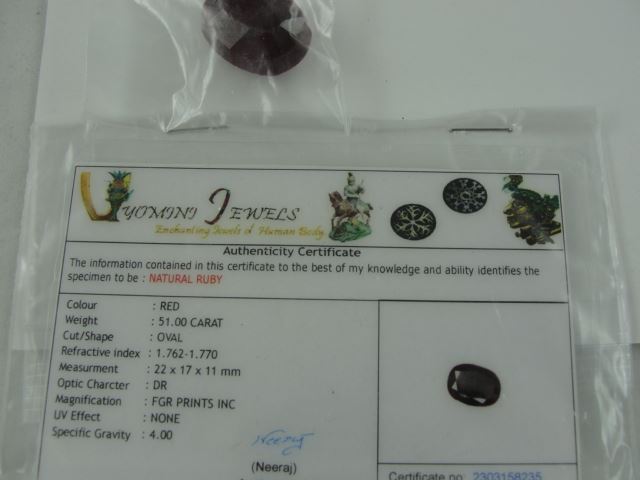 VYOMINI JEWELS
Enchanting Jewels of Human Body
Authenticity Certificate
The information contained in this certificate to the best of my knowledge and ability identifies the
specimen to be : NATURAL RUBY
Colour : RED
Weight : 51.00 CARAT
Cut/Shape : OVAL
Refractive index : 1.762-1.770
Measurment : 22 x 17 x 11 mm
Optic Charcter : DR
Magnification : FGR PRINTS INC
UV Effect : NONE
Specific Gravity : 4.00
Neeraj
(Neeraj)
Certificate no: 2303158235